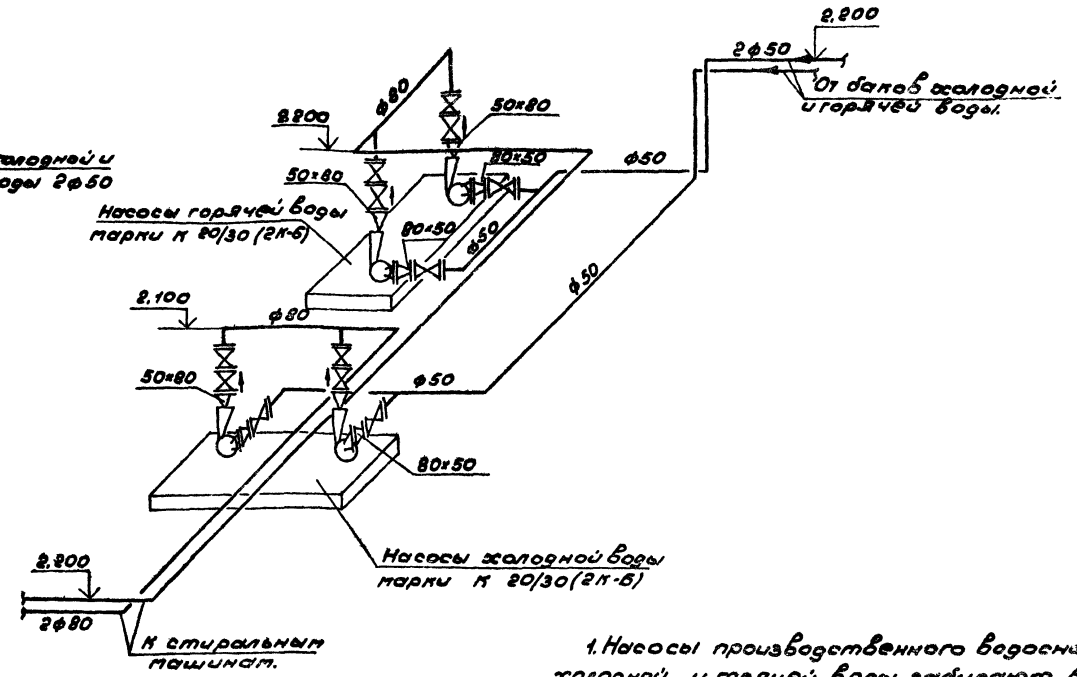 2,200
2ф50
От баков холодной
и горячей воды.
ф80
50×80
2.200
80×50
ф50
холодной и
воды 2ф50
50×80
Насосы горячей воды
марки К 20/30 (2К-6)
80×50
ф50
ф50
2,100
ф80
50×80
ф50
80×50
Насосы холодной воды
марки К 20/30 (2К-6)
2.200
2ф80
К стиральным
машинам.
1. Насосы производственного
холодной и воды забирают